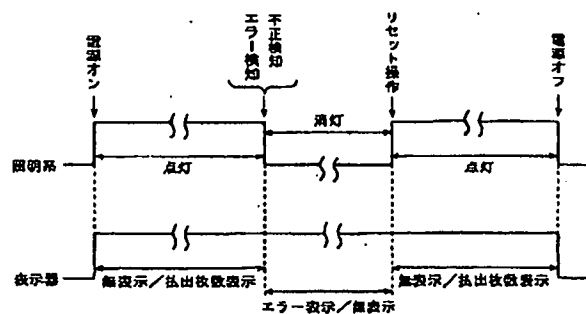 電源オン
不正検知
エラー検知
リセット操作
電源オフ
消灯
照明系
点灯
点灯
表示器
無表示/払出枚数表示
無表示/払出枚数表示
エラー表示/無表示